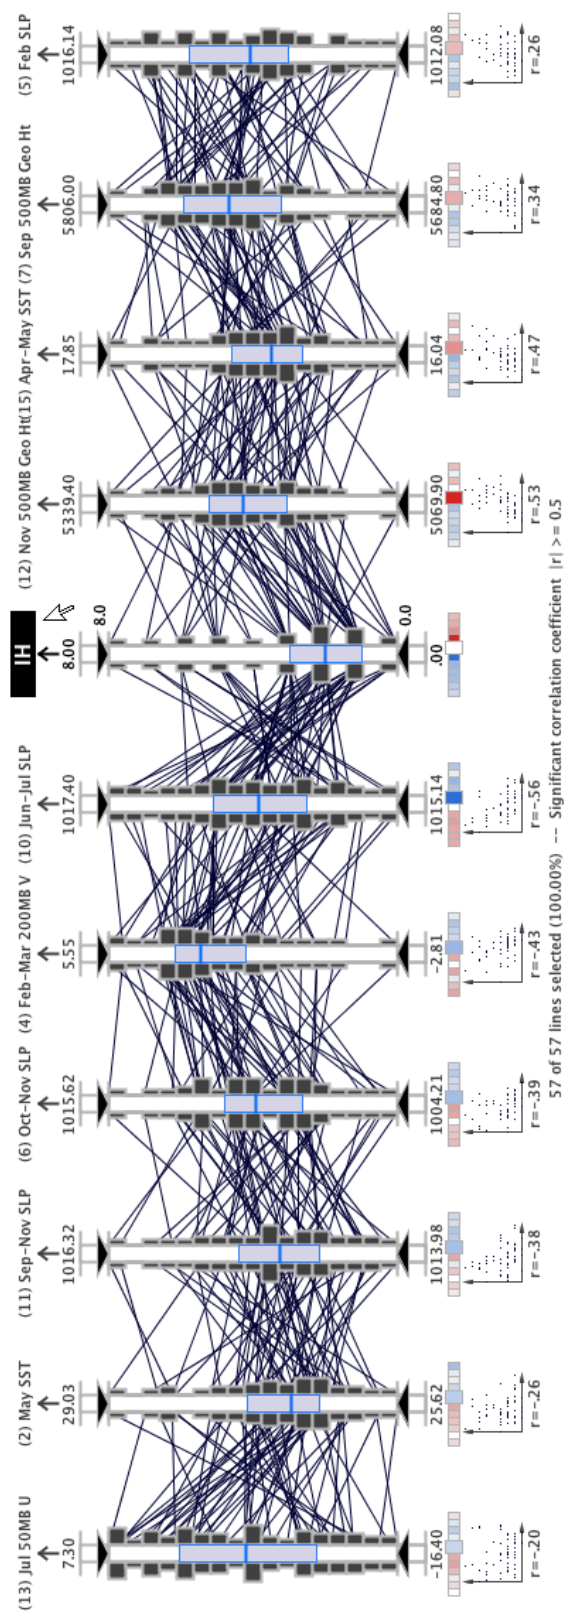 (13) Jul 50MB U (2) May SST (11) Sep-Nov SLP (6) Oct-Nov SLP (4) Feb-Mar 200MB V (10) Jun-Jul SLP IH (12) Nov 500MB Geo Ht(15) Apr-May SST (7) Sep 500MB Geo Ht (5) Feb SLP
7.30 29.03 1016.32 1015.62 5.55 1017.40 8.00 5339.40 17.85 5806.00 1016.14
8.0
0.0
-16.40 25.62 1013.98 1004.21 -2.81 1015.14 .00 5069.90 16.04 5684.80 1012.08
r=-.20 r=-.26 r=-.38 r=-.39 r=-.43 r=-.56 r=.53 r=.47 r=.34 r=.26
57 of 57 lines selected (100.00%) -- Significant correlation coefficient |r| >= 0.5